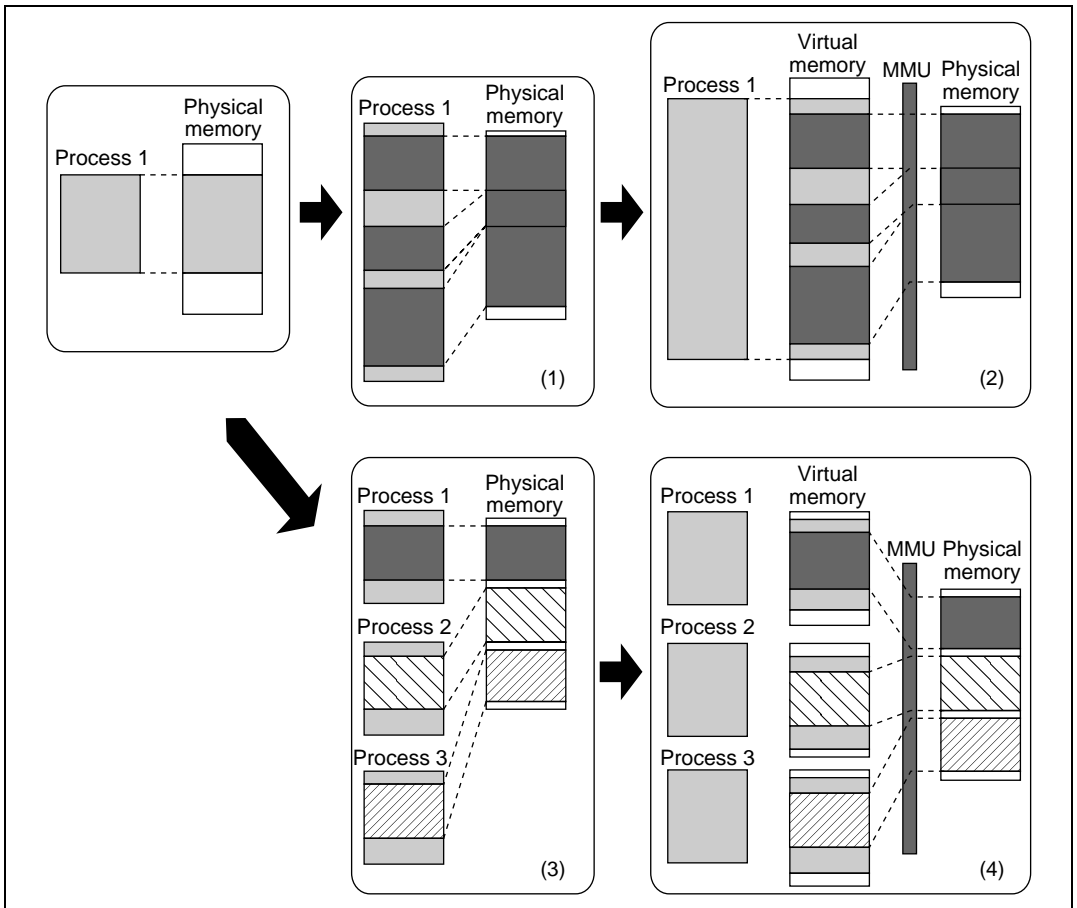 Process 1
Physical
memory
Process 1
Physical
memory
(1)
Process 1
Virtual
memory
MMU
Physical
memory
(2)
Process 1
Physical
memory
Process 2
Process 3
(3)
Process 1
Virtual
memory
MMU
Physical
memory
Process 2
Process 3
(4)